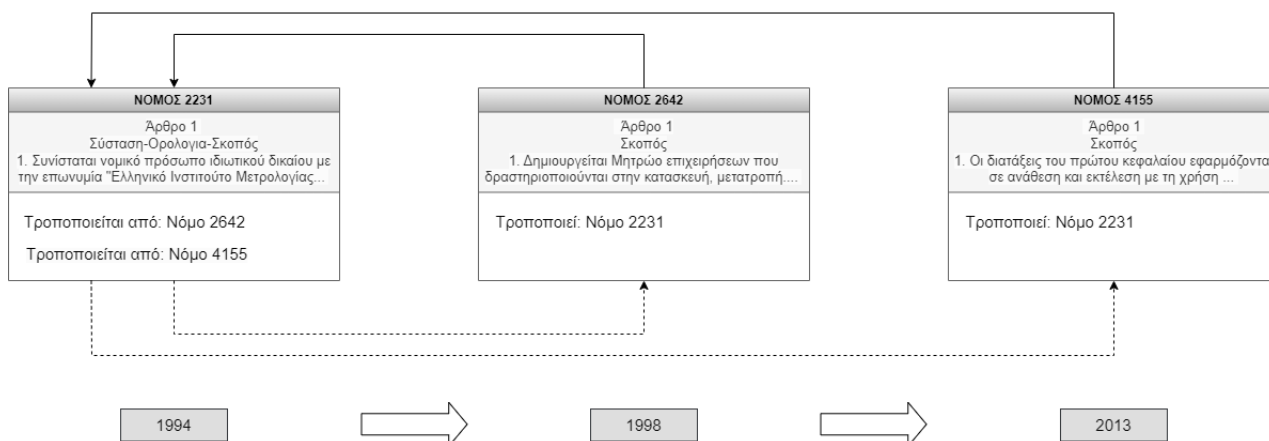 ΝΟΜΟΣ 2231
Άρθρο 1
Σύσταση-Ορολογια-Σκοπός
1. Συνίσταται νομικό πρόσωπο ιδιωτικού δικαίου με
την επωνυμία "Ελληνικό Ινστιτούτο Μετρολογίας...
Τροποποιείται από: Νόμο 2642
Τροποποιείται από: Νόμο 4155
ΝΟΜΟΣ 2642
Άρθρο 1
Σκοπός
1. Δημιουργείται Μητρώο επιχειρήσεων που
δραστηριοποιούνται στην κατασκευή, μετατροπή....
Τροποποιεί: Νόμο 2231
ΝΟΜΟΣ 4155
Άρθρο 1
Σκοπός
1. Οι διατάξεις του πρώτου κεφαλαίου εφαρμόζοντα
σε ανάθεση και εκτέλεση με τη χρήση ...
Τροποποιεί: Νόμο 2231
1994
1998
2013